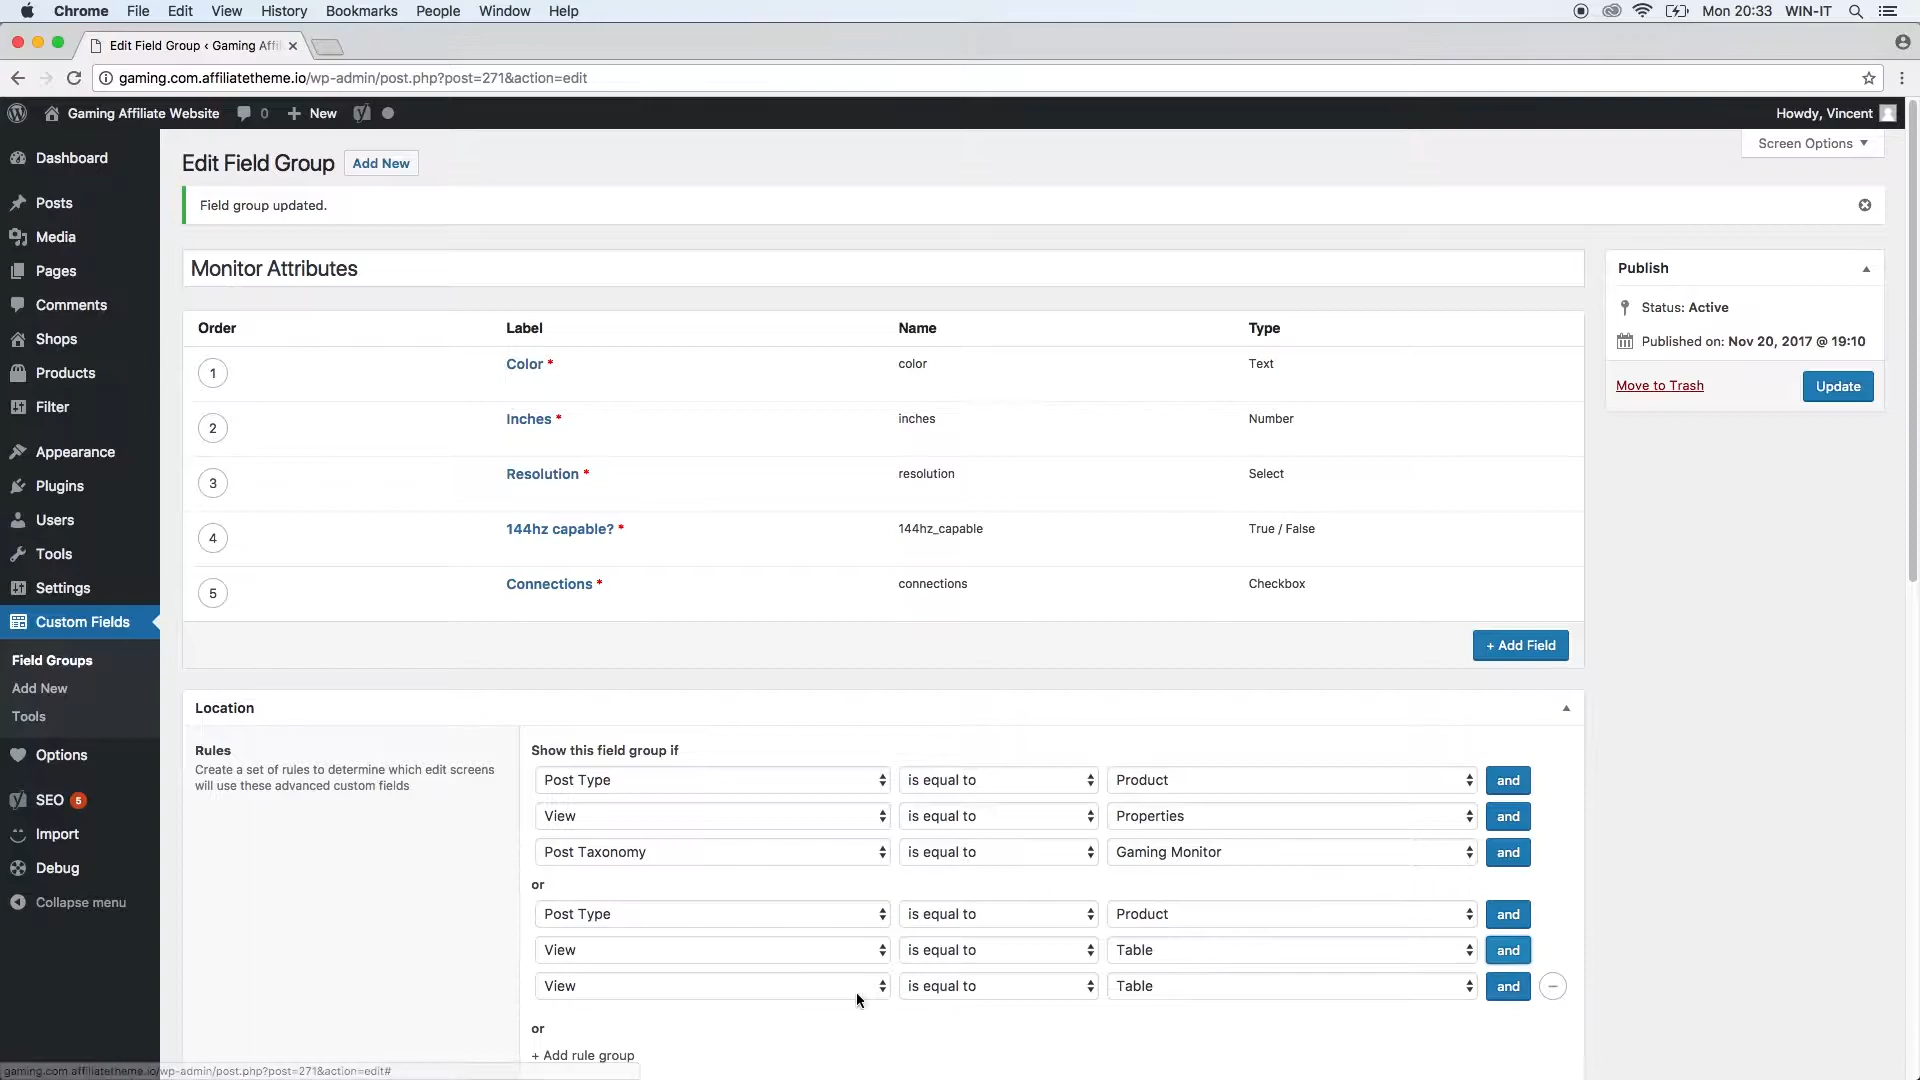 Chrome File Edit View History Bookmarks People Window Help Mon 20:33 WIN-IT
Edit Field Group ‹ Gaming Affi
gaming.com.affiliatetheme.io/wp-admin/post.php?post=271&action=edit
Gaming Affiliate Website 0 New Howdy, Vincent
Screen Options
Dashboard
Posts
Media
Pages
Comments
Shops
Products
Filter
Appearance
Plugins
Users
Tools
Settings
Custom Fields
Field Groups
Add New
Tools
Options
SEO 5
Import
Debug
Collapse menu
Edit Field Group Add New
Field group updated.
Monitor Attributes
Order Label Name Type
1 Color * color Text
2 Inches * inches Number
3 Resolution * resolution Select
4 144hz capable? * 144hz_capable True / False
5 Connections * connections Checkbox
+ Add Field
Publish
Status: Active
Published on: Nov 20, 2017 @ 19:10
Move to Trash Update
Location
Rules
Create a set of rules to determine which edit screens
will use these advanced custom fields
Show this field group if
Post Type is equal to Product and
View is equal to Properties and
Post Taxonomy is equal to Gaming Monitor and
or
Post Type is equal to Product and
View is equal to Table and
View is equal to Table and
or
+ Add rule group
gaming.com.affiliatetheme.io/wp-admin/post.php?post=271&action=edit#